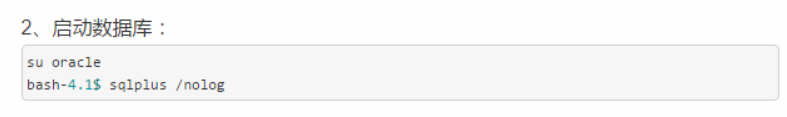 2、启动数据库：
su oracle
bash-4.1$ sqlplus /nolog